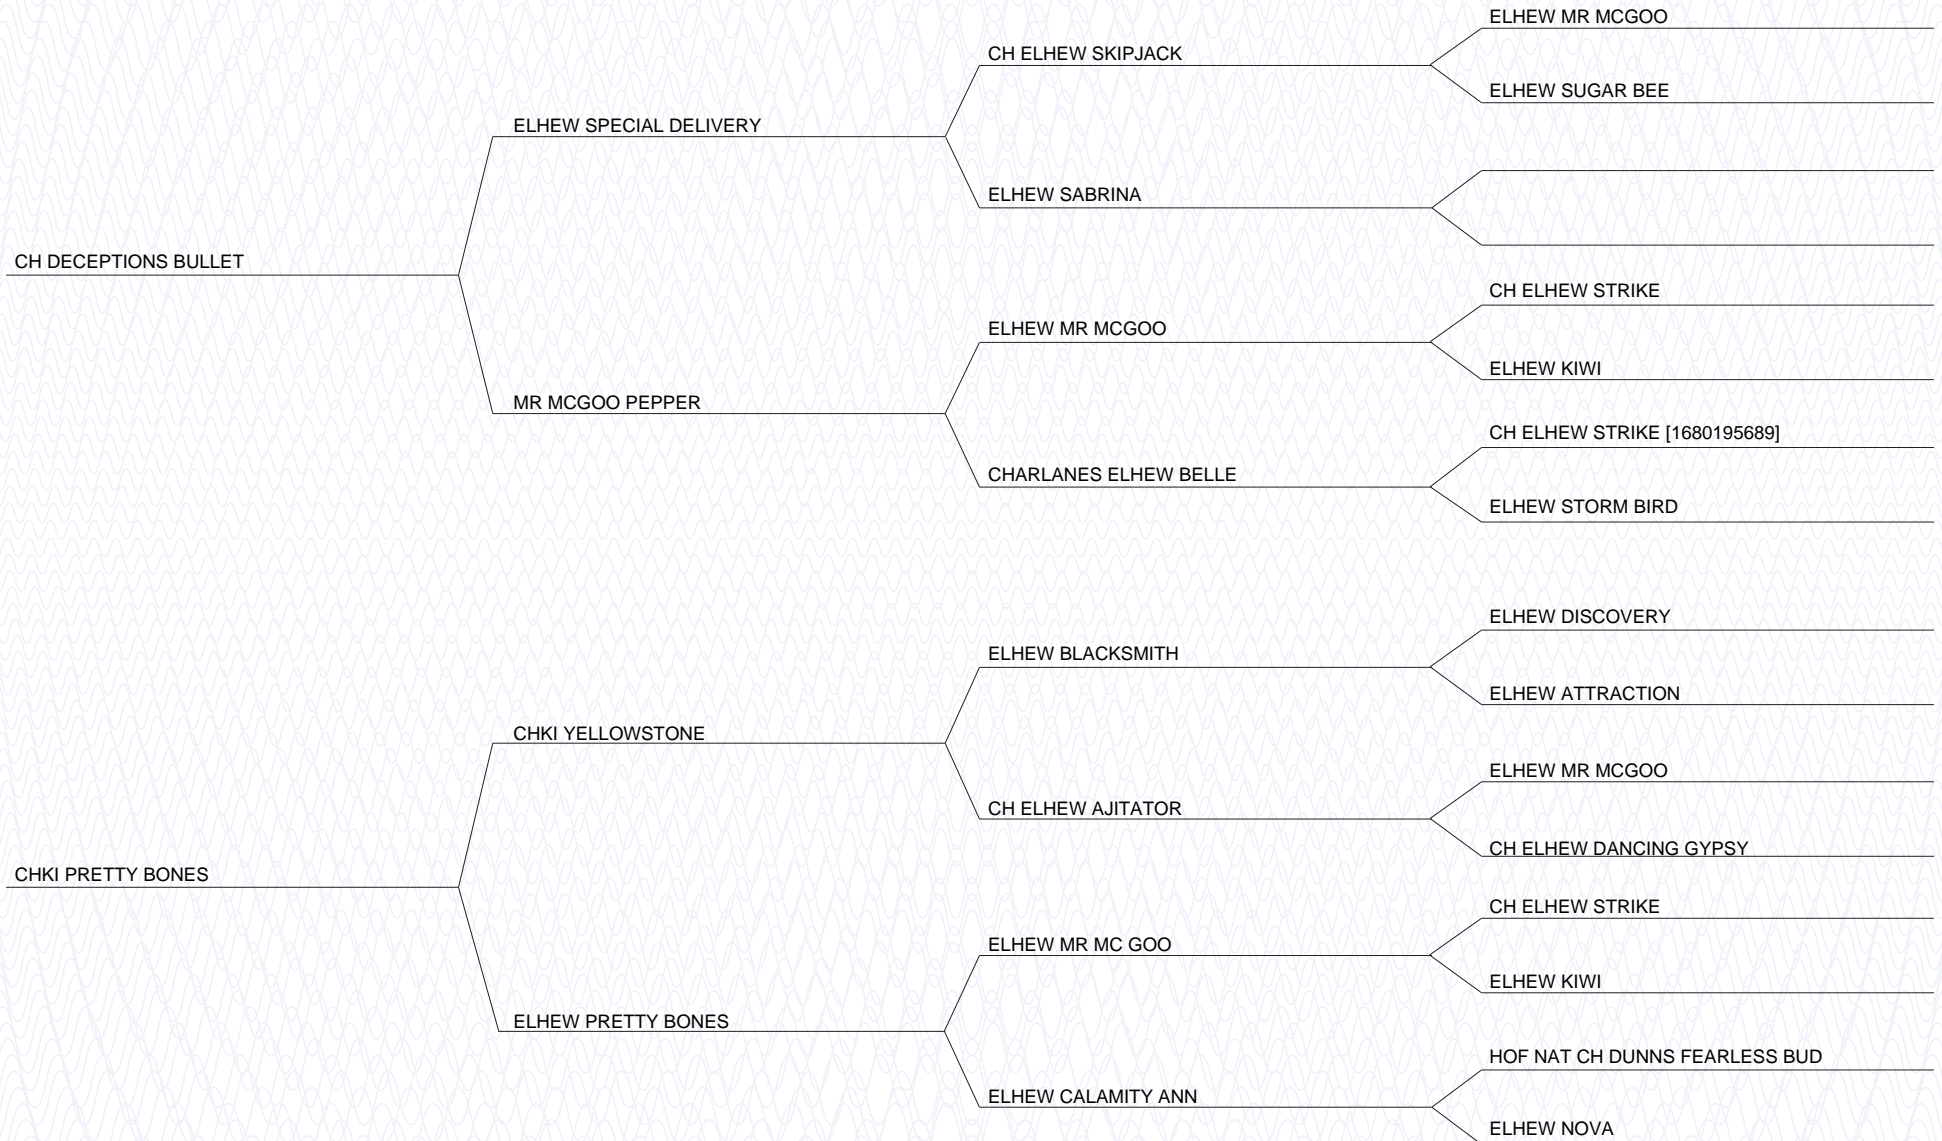 ELHEW MR MCGOO
CH ELHEW SKIPJACK
ELHEW SUGAR BEE
ELHEW SPECIAL DELIVERY
ELHEW SABRINA
CH DECEPTIONS BULLET
CH ELHEW STRIKE
ELHEW MR MCGOO
ELHEW KIWI
MR MCGOO PEPPER
CH ELHEW STRIKE [1680195689]
CHARLANES ELHEW BELLE
ELHEW STORM BIRD
ELHEW DISCOVERY
ELHEW BLACKSMITH
ELHEW ATTRACTION
CHKI YELLOWSTONE
ELHEW MR MCGOO
CH ELHEW AJITATOR
CH ELHEW DANCING GYPSY
CHKI PRETTY BONES
CH ELHEW STRIKE
ELHEW MR MC GOO
ELHEW KIWI
ELHEW PRETTY BONES
HOF NAT CH DUNNS FEARLESS BUD
ELHEW CALAMITY ANN
ELHEW NOVA